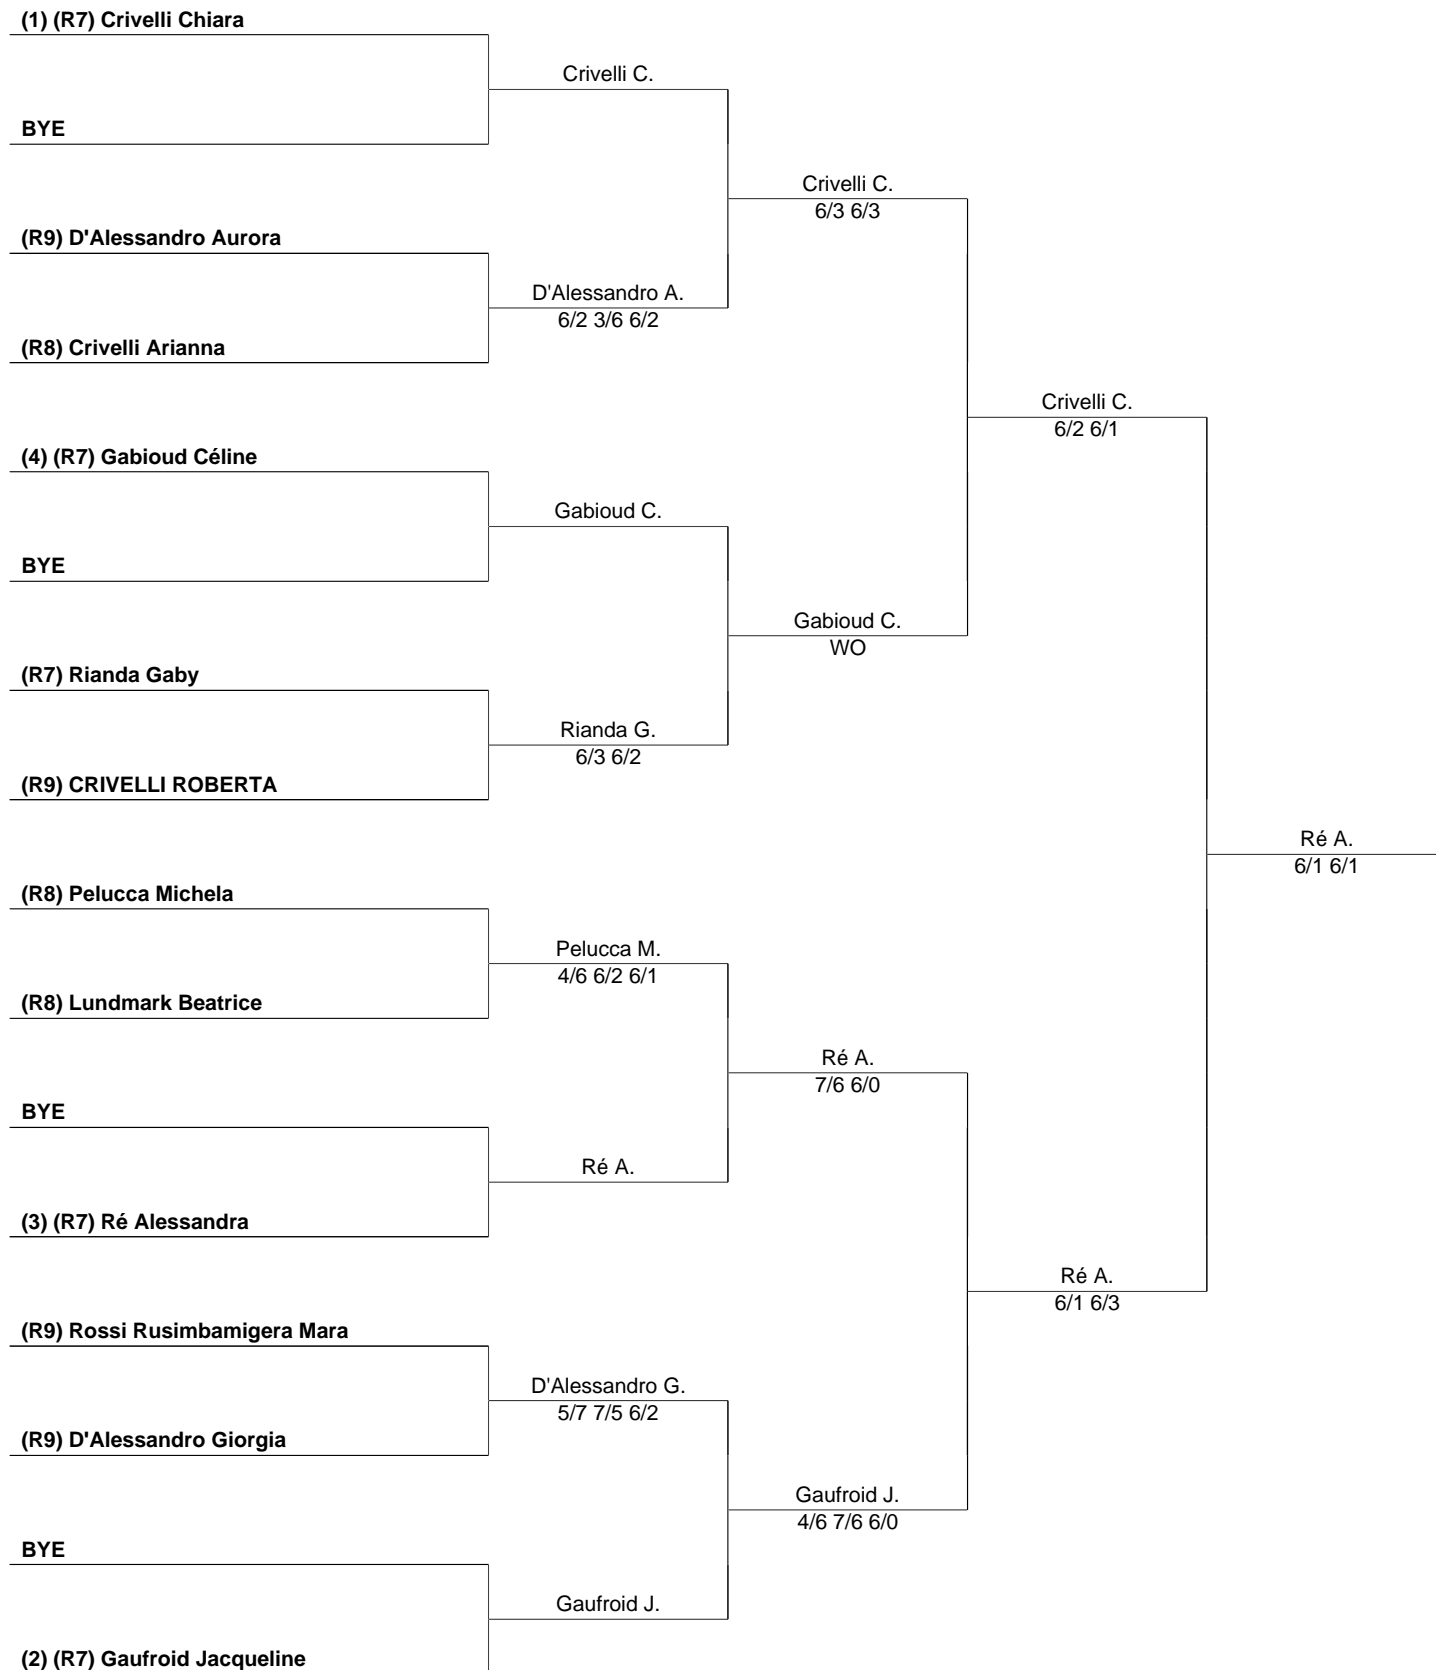 (1) (R7) Crivelli Chiara
Crivelli C.
BYE
Crivelli C.
6/3 6/3
(R9) D'Alessandro Aurora
D'Alessandro A.
6/2 3/6 6/2
(R8) Crivelli Arianna
Crivelli C.
6/2 6/1
(4) (R7) Gabioud Céline
Gabioud C.
BYE
Gabioud C.
WO
(R7) Rianda Gaby
Rianda G.
6/3 6/2
(R9) CRIVELLI ROBERTA
Ré A.
6/1 6/1
(R8) Pelucca Michela
Pelucca M.
4/6 6/2 6/1
(R8) Lundmark Beatrice
Ré A.
7/6 6/0
BYE
Ré A.
(3) (R7) Ré Alessandra
Ré A.
6/1 6/3
(R9) Rossi Rusimbamigera Mara
D'Alessandro G.
5/7 7/5 6/2
(R9) D'Alessandro Giorgia
Gaufroid J.
4/6 7/6 6/0
BYE
Gaufroid J.
(2) (R7) Gaufroid Jacqueline